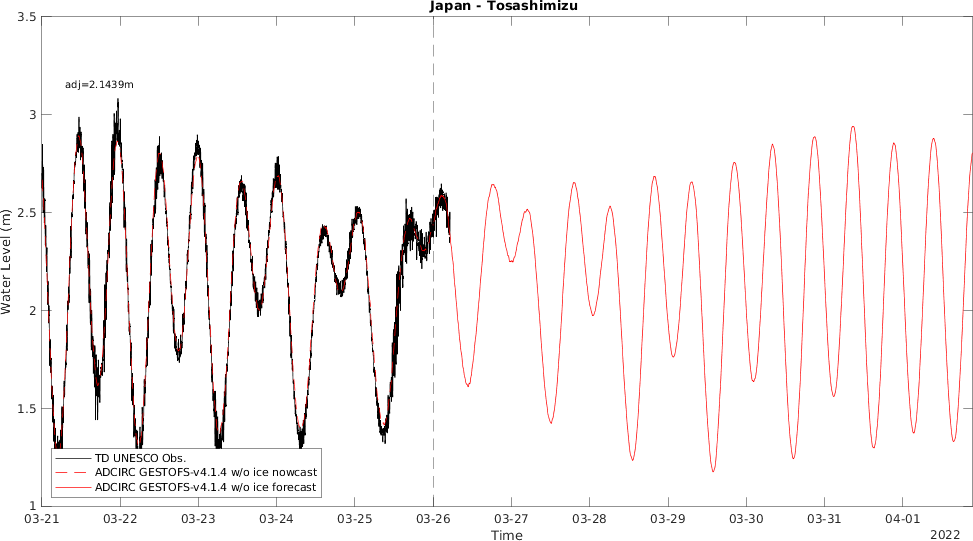 Japan - Tosashimizu
3.5
adj=2.1439m
3
2.5
Water Level (m)
2
1.5
TD UNESCO Obs.
ADCIRC GESTOFS-v4.1.4 w/o ice nowcast
ADCIRC GESTOFS-v4.1.4 w/o ice forecast
1
03-21 03-22 03-23 03-24 03-25 03-26 03-27 03-28 03-29 03-30 03-31 04-01
Time
2022